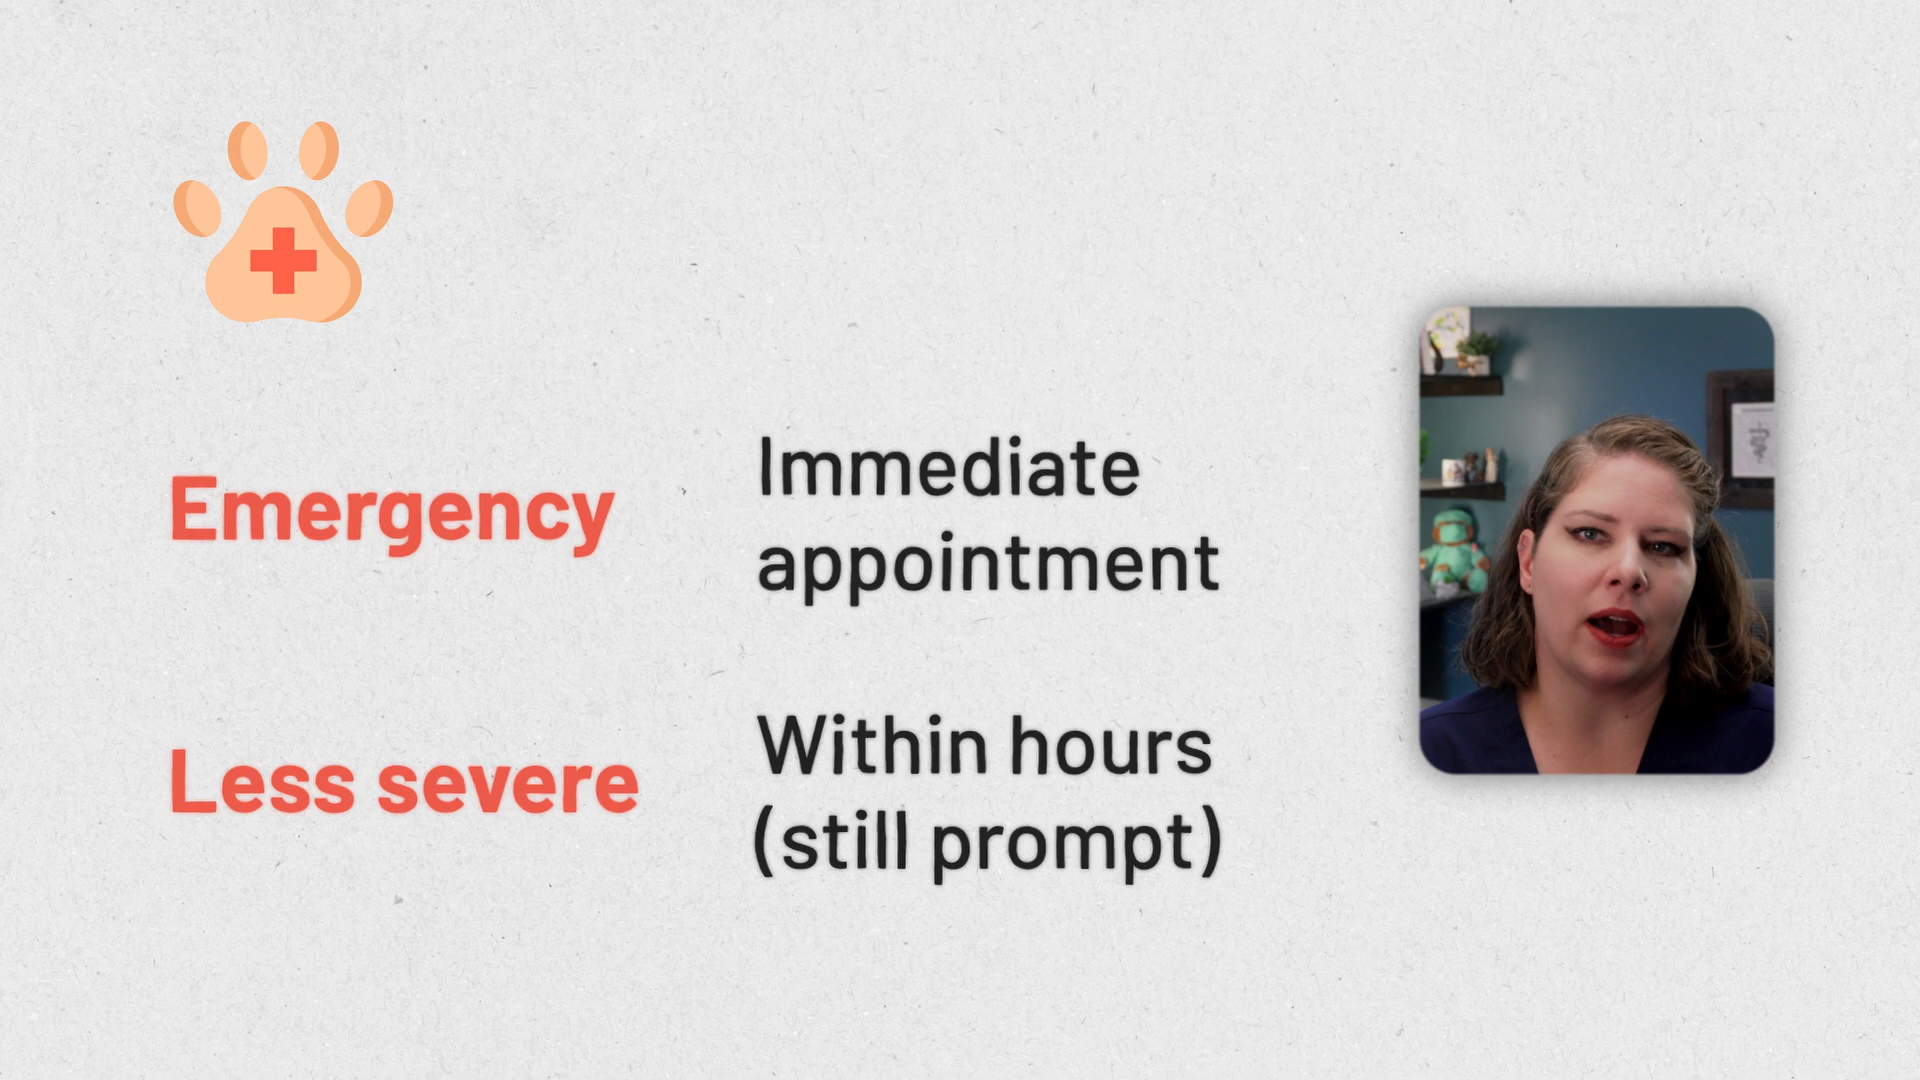 Emergency
Immediate
appointment
Less severe
Within hours
(still prompt)